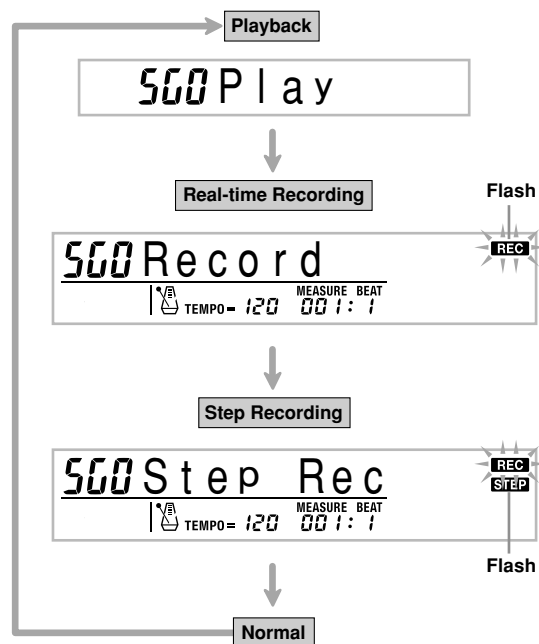 Playback
SG0 Play
Real-time Recording
Flash
SG0 Record
REC
TEMPO= 120
MEASURE BEAT
001: 1
Step Recording
SG0 Step Rec
REC
STEP
TEMPO= 120
MEASURE BEAT
001: 1
Flash
Normal